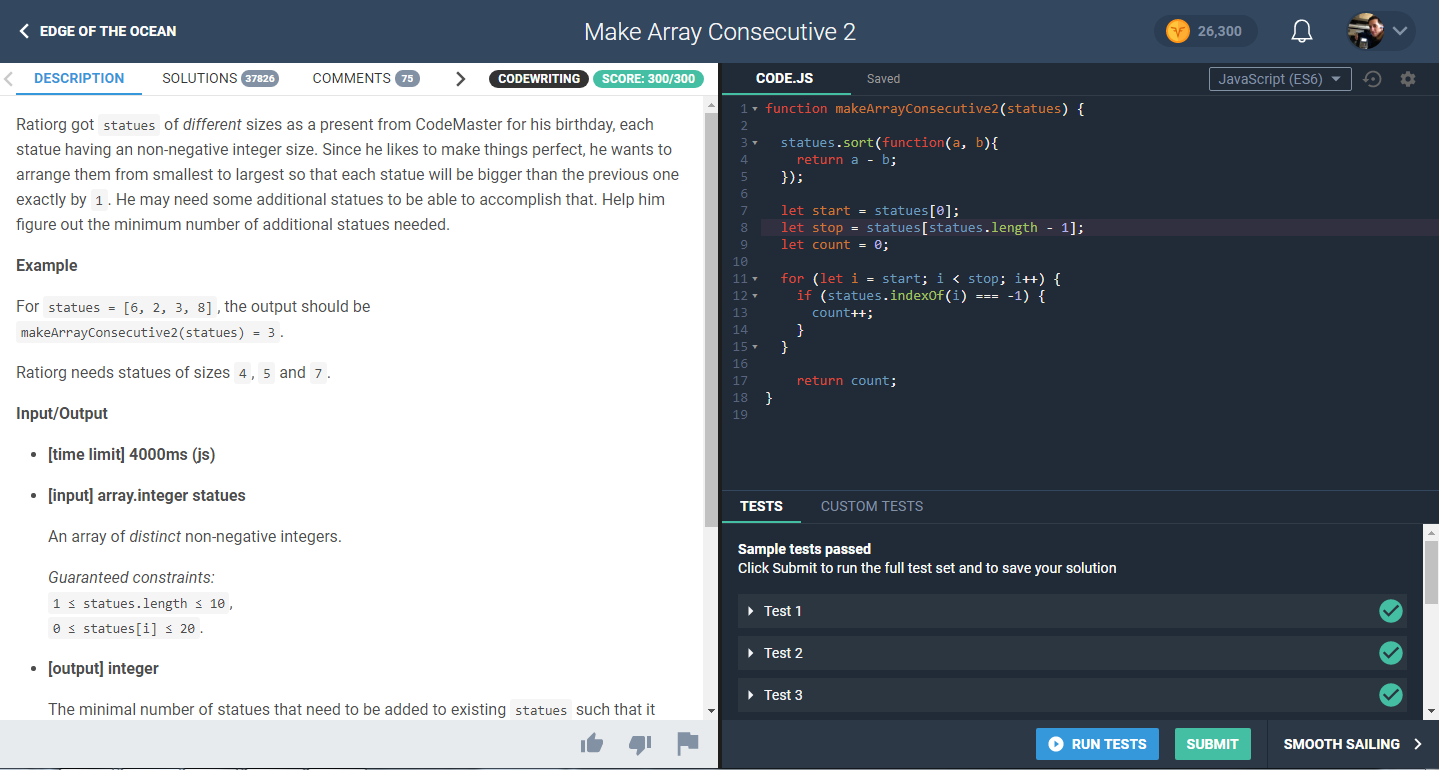 EDGE OF THE OCEAN
Make Array Consecutive 2
26,300
DESCRIPTION
SOLUTIONS 37826
COMMENTS 75
CODEWRITING
SCORE: 300/300
Ratiorg got statues of different sizes as a present from CodeMaster for his birthday, each
statue having an non-negative integer size. Since he likes to make things perfect, he wants to
arrange them from smallest to largest so that each statue will be bigger than the previous one
exactly by 1 . He may need some additional statues to be able to accomplish that. Help him
figure out the minimum number of additional statues needed.
Example
For statues = [6, 2, 3, 8] , the output should be
makeArrayConsecutive2(statues) = 3 .
Ratiorg needs statues of sizes 4 , 5 and 7 .
Input/Output
• [time limit] 4000ms (js)
• [input] array.integer statues
An array of distinct non-negative integers.
Guaranteed constraints:
1 ≤ statues.length ≤ 10 ,
0 ≤ statues[i] ≤ 20 .
• [output] integer
The minimal number of statues that need to be added to existing statues such that it
CODE.JS
Saved
JavaScript (ES6)
1 function makeArrayConsecutive2(statues) {
2
3 statues.sort(function(a, b){
4 return a - b;
5 });
6
7 let start = statues[0];
8 let stop = statues[statues.length - 1];
9 let count = 0;
10
11 for (let i = start; i < stop; i++) {
12 if (statues.indexOf(i) === -1) {
13 count++;
14 }
15 }
16
17 return count;
18 }
19
TESTS
CUSTOM TESTS
Sample tests passed
Click Submit to run the full test set and to save your solution
Test 1
Test 2
Test 3
RUN TESTS
SUBMIT
SMOOTH SAILING